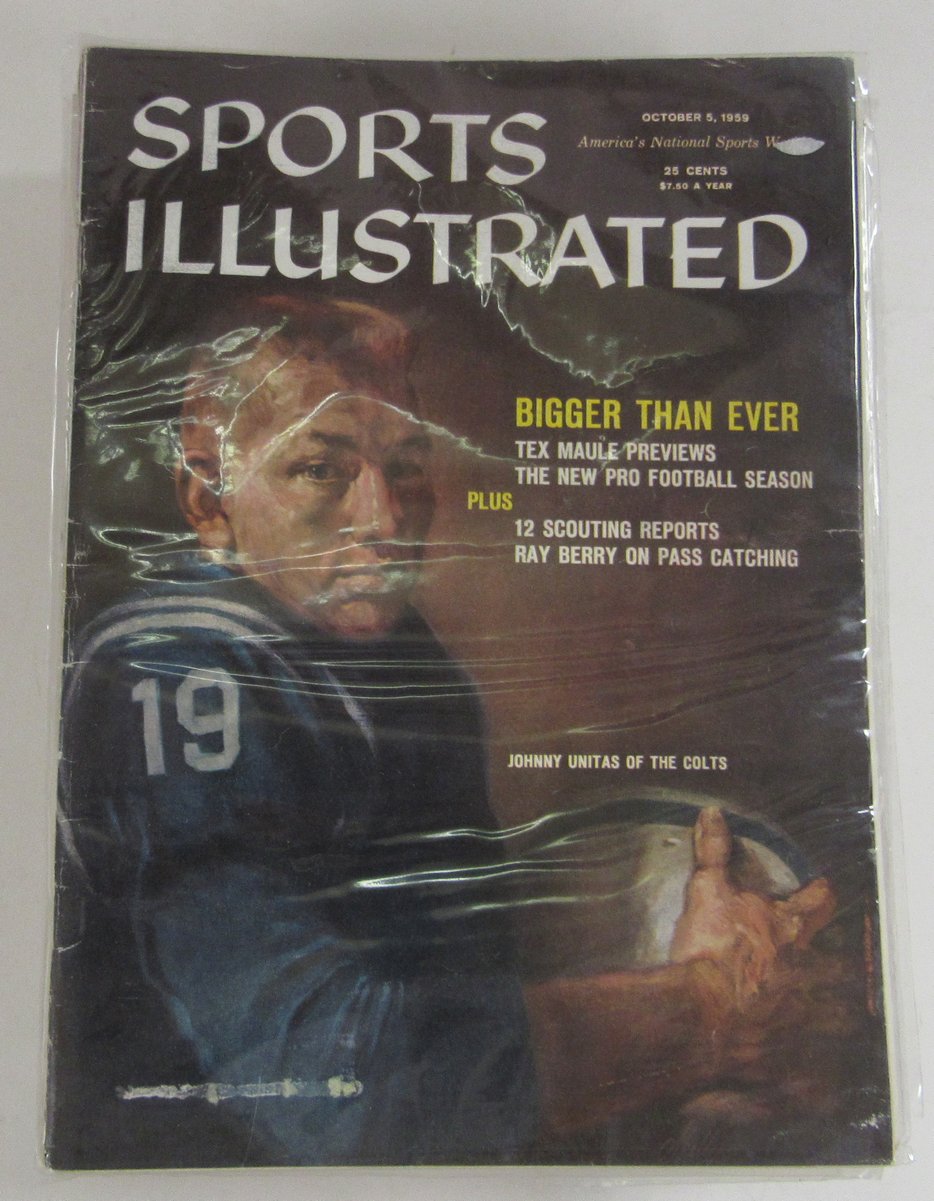 SPORTS
ILLUSTRATED
OCTOBER 5, 1959
America's National Sports
25 CENTS
$7.50 A YEAR
BIGGER THAN EVER
TEX MAULE PREVIEWS
THE NEW PRO FOOTBALL SEASON
PLUS
12 SCOUTING REPORTS
RAY BERRY ON PASS CATCHING
19
JOHNNY UNITAS OF THE COLTS